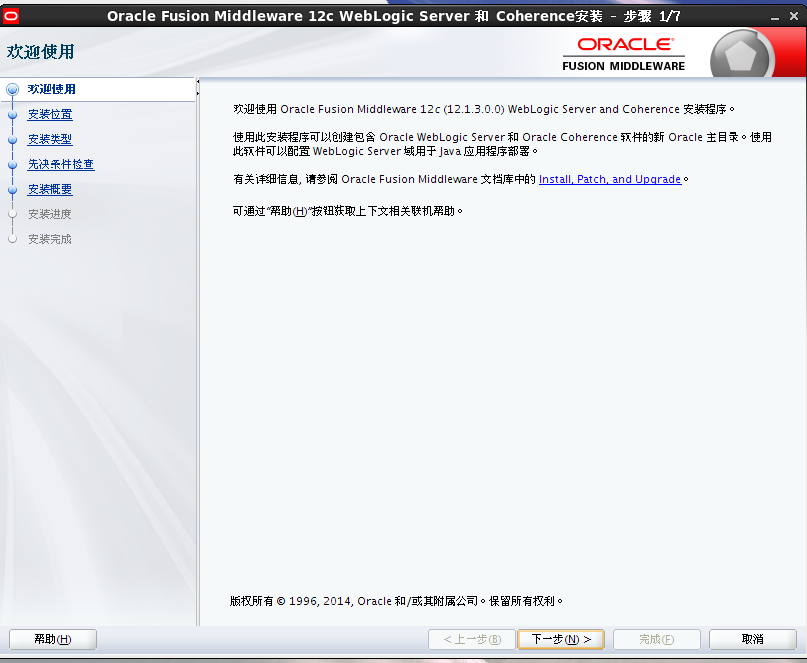 Oracle Fusion Middleware 12c WebLogic Server 和 Coherence安装 - 步骤 1/7
欢迎使用
ORACLE
FUSION MIDDLEWARE
欢迎使用
安装位置
安装类型
先决条件检查
安装概要
安装进度
安装完成
欢迎使用 Oracle Fusion Middleware 12c (12.1.3.0.0) WebLogic Server and Coherence 安装程序。
使用此安装程序可以创建包含 Oracle WebLogic Server 和 Oracle Coherence 软件的新 Oracle 主目录。使用
此软件可以配置 WebLogic Server 域用于 Java 应用程序部署。
有关详细信息, 请参阅 Oracle Fusion Middleware 文档库中的 Install, Patch, and Upgrade。
可通过“帮助(H)”按钮获取上下文相关联机帮助。
版权所有 © 1996, 2014, Oracle 和/或其附属公司。保留所有权利。
帮助(H)
< 上一步(B)
下一步(N) >
完成(F)
取消